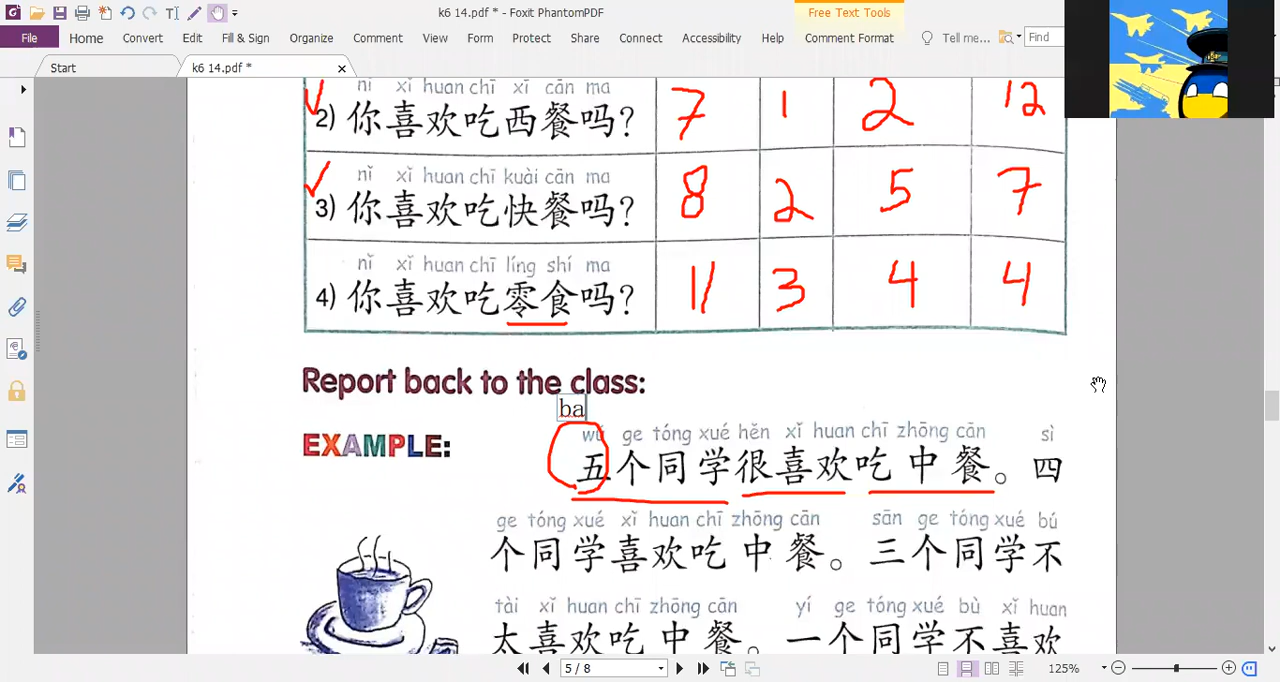 k6 14.pdf * - Foxit PhantomPDF
Free Text Tools
File Home Convert Edit Fill & Sign Organize Comment View Form Protect Share Connect Accessibility Help Comment Format Tell me... Find
Start k6 14.pdf *
nǐ xǐ huan chī xī cān ma
2) 你喜欢吃西餐吗? 7 1 2 12
nǐ xǐ huan chī kuài cān ma
3) 你喜欢吃快餐吗? 8 2 5 7
nǐ xǐ huan chī líng shí ma
4) 你喜欢吃零食吗? 11 3 4 4
Report back to the class:
ba
EXAMPLE:
wǔ ge tóng xué hěn xǐ huan chī zhōng cān sì
五个同学很喜欢吃中餐。四
ge tóng xué xǐ huan chī zhōng cān sān ge tóng xué bú
个同学喜欢吃中餐。三个同学不
tài xǐ huan chī zhōng cān yí ge tóng xué bù xǐ huan
太喜欢吃中餐。一个同学不喜欢
5 / 8 125%